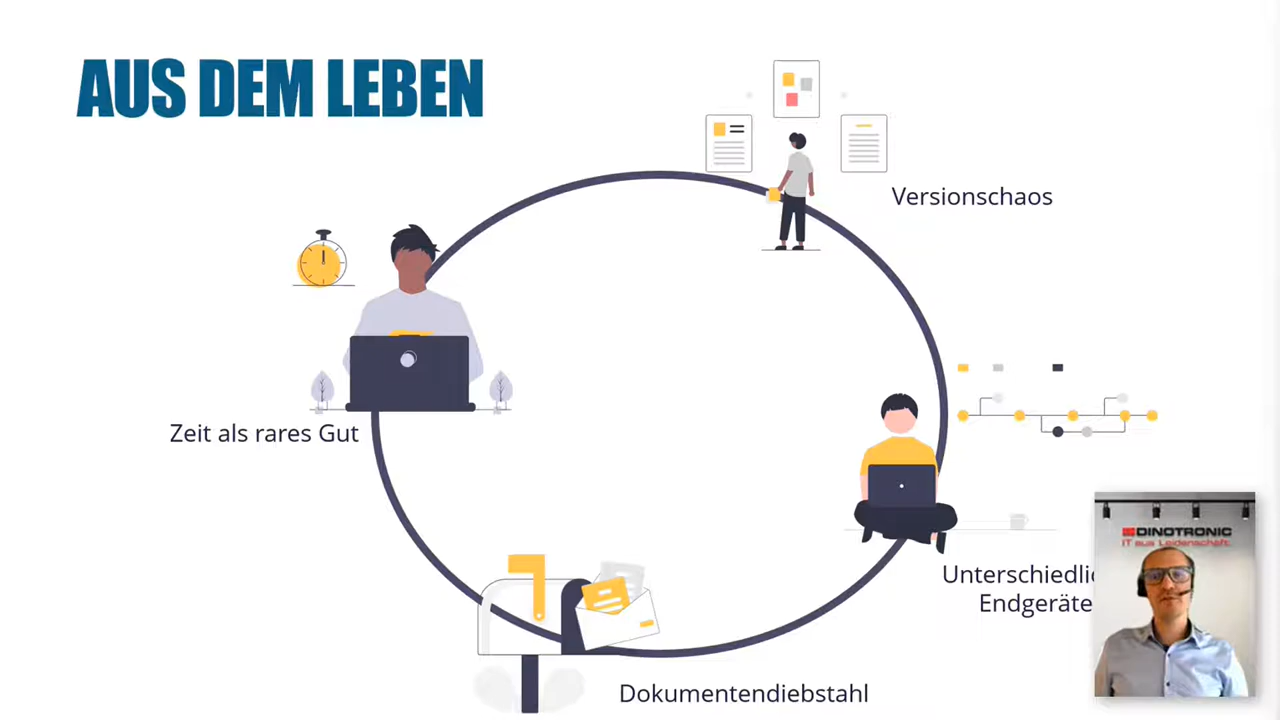 AUS DEM LEBEN
Versionschaos
Zeit als rares Gut
DINOTRONIC
IT aus Leidenschaft.
Endgeräte
Dokumentendiebstahl